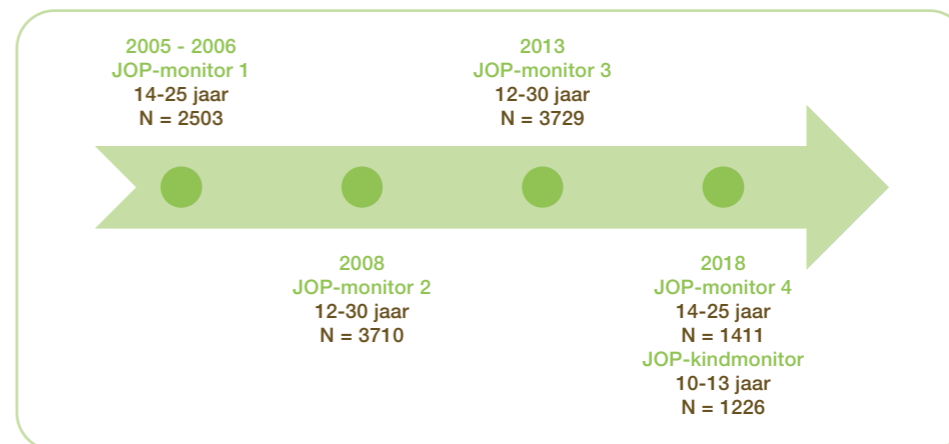 2005 - 2006
JOP-monitor 1
14-25 jaar
N = 2503
2008
JOP-monitor 2
12-30 jaar
N = 3710
2013
JOP-monitor 3
12-30 jaar
N = 3729
2018
JOP-monitor 4
14-25 jaar
N = 1411
JOP-kindmonitor
10-13 jaar
N = 1226